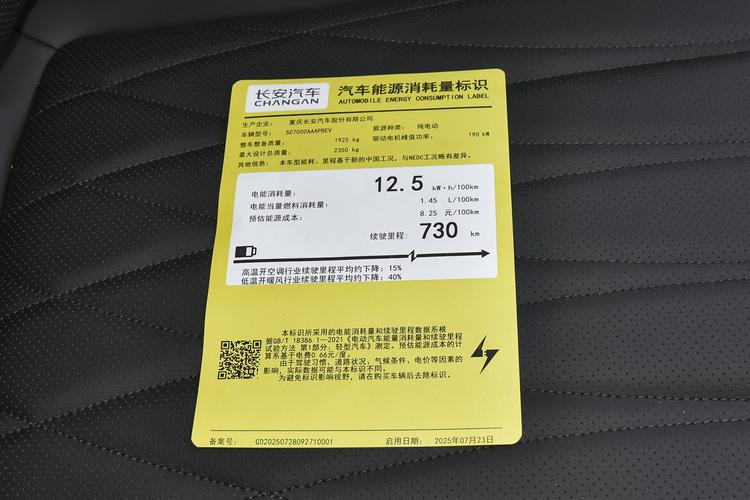 长安汽车
CHANGAN
汽车能源消耗量标识
AUTOMOBILE ENERGY CONSUMPTION LABEL
生产企业： 重庆长安汽车股份有限公司
车辆型号： SC7000AAAPBEV 能源种类： 纯电动
整车整备质量： 1925 kg 驱动电机峰值功率： 190 kW
最大设计总质量： 2350 kg
其他信息： 本车型能耗、里程基于新的中国工况，与NEDC工况略有差异。
电能消耗量： 12.5 kW·h/100km
电能当量燃料消耗量： 1.45 L/100km
预估能源成本： 8.25 元/100km
续驶里程： 730 km
高温开空调行业续驶里程平均约下降：15%
低温开暖风行业续驶里程平均约下降：40%
本标识所采用的电能消耗量和续驶里程数据系根
据GB/T 18386.1—2021《电动汽车能量消耗量和续驶里程
试验方法 第1部分：轻型汽车》测定，预估能源成本的计
算系基于电费0.66元/度。
由于驾驶习惯、道路状况、气候条件、电价等因素的
影响，实际数据可能与本标识不同。
为避免标识影响视野，请在购买车辆后去除标识。
备案号： GD20250728092710001 启用日期： 2025年07月23日